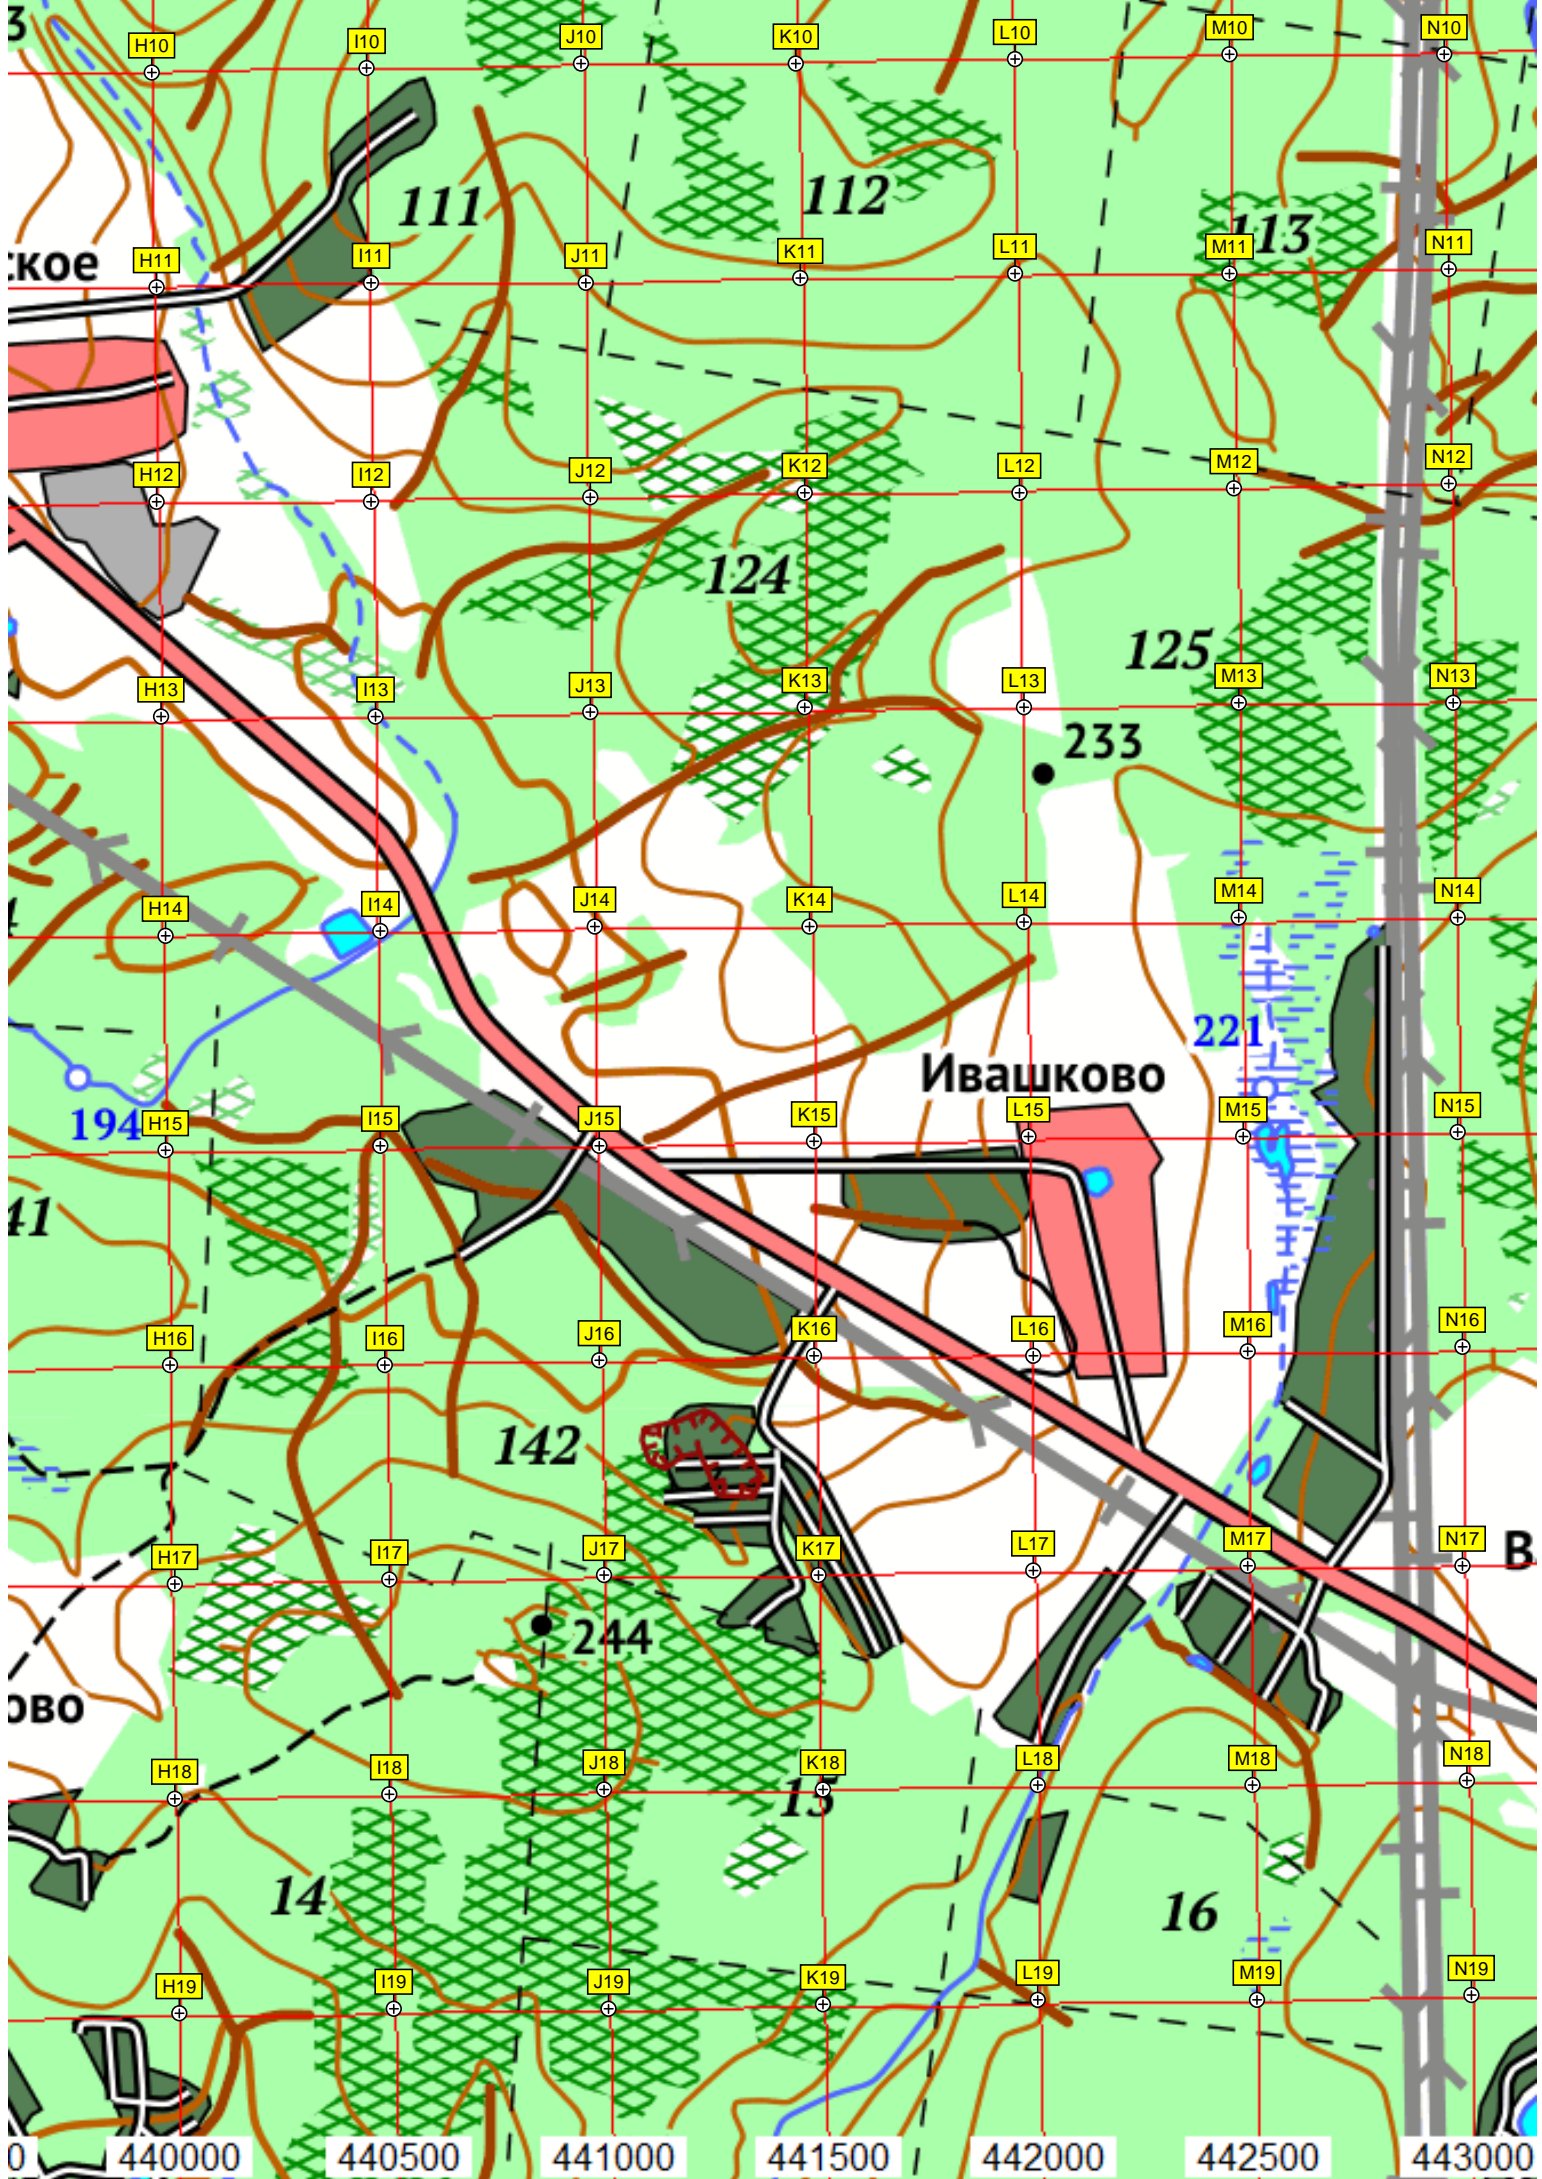 3
H10 I10 J10 K10 L10 M10 N10
111 112 113
ское
H11 I11 J11 K11 L11 M11 N11
H12 I12 J12 K12 L12 M12 N12
124
125
H13 I13 J13 K13 L13 M13 N13
233
H14 I14 J14 K14 L14 M14 N14
4
221
Ивашково
194
H15 I15 J15 K15 L15 M15 N15
41
H16 I16 J16 K16 L16 M16 N16
142
H17 I17 J17 K17 L17 M17 N17
В
244
ово
H18 I18 J18 K18 L18 M18 N18
15
14
16
H19 I19 J19 K19 L19 M19 N19
0 440000 440500 441000 441500 442000 442500 443000